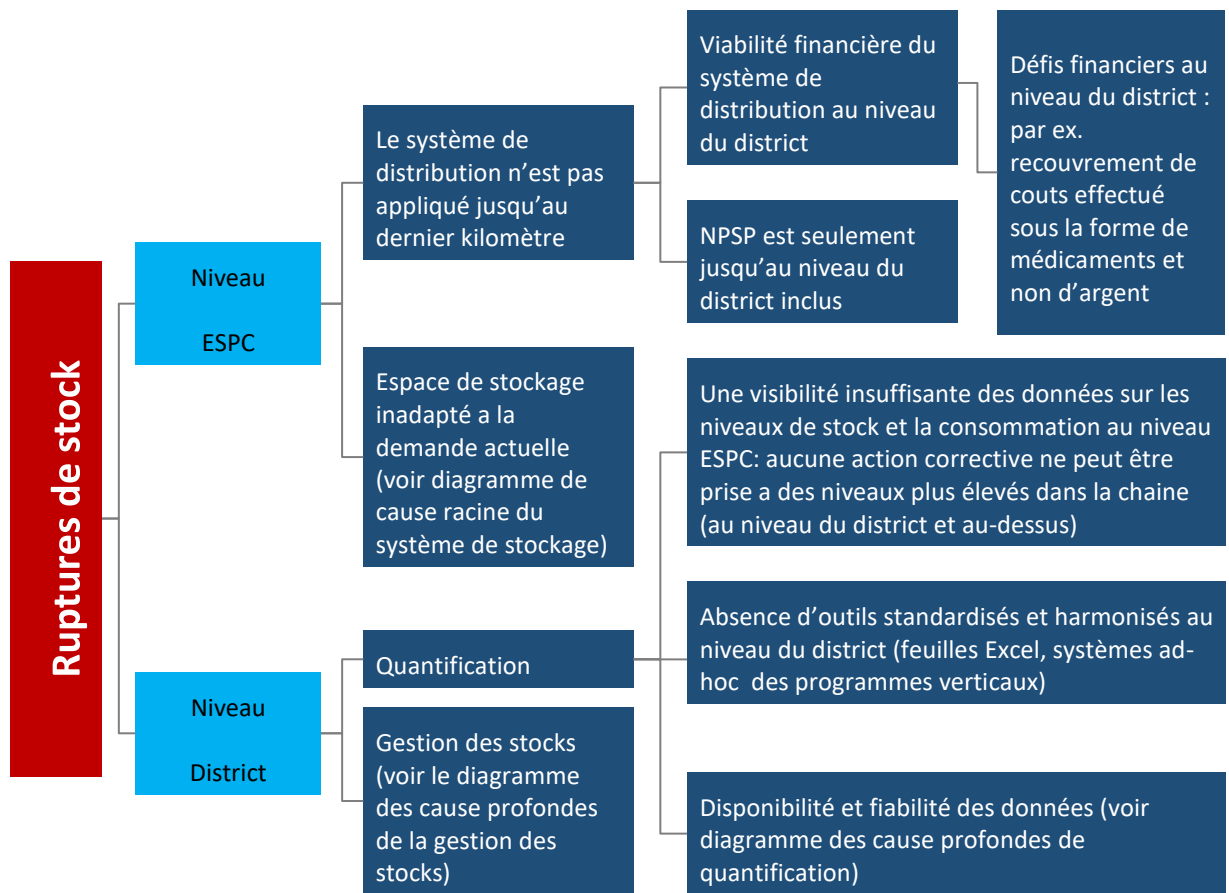 Ruptures de stock
Niveau
ESPC
Le système de
distribution n’est pas
appliqué jusqu’au
dernier kilomètre
Viabilité financière du
système de
distribution au niveau
du district
Défis financiers au
niveau du district :
par ex.
recouvrement de
couts effectué
sous la forme de
médicaments et
non d’argent
NPSP est seulement
jusqu’au niveau du
district inclus
Espace de stockage
inadapté a la
demande actuelle
(voir diagramme de
cause racine du
système de stockage)
Niveau
District
Quantification
Une visibilité insuffisante des données sur les
niveaux de stock et la consommation au niveau
ESPC: aucune action corrective ne peut être
prise a des niveaux plus élevés dans la chaine
(au niveau du district et au-dessus)
Absence d’outils standardisés et harmonisés au
niveau du district (feuilles Excel, systèmes ad-
hoc des programmes verticaux)
Disponibilité et fiabilité des données (voir
diagramme des cause profondes de
quantification)
Gestion des stocks
(voir le diagramme
des cause profondes
de la gestion des
stocks)